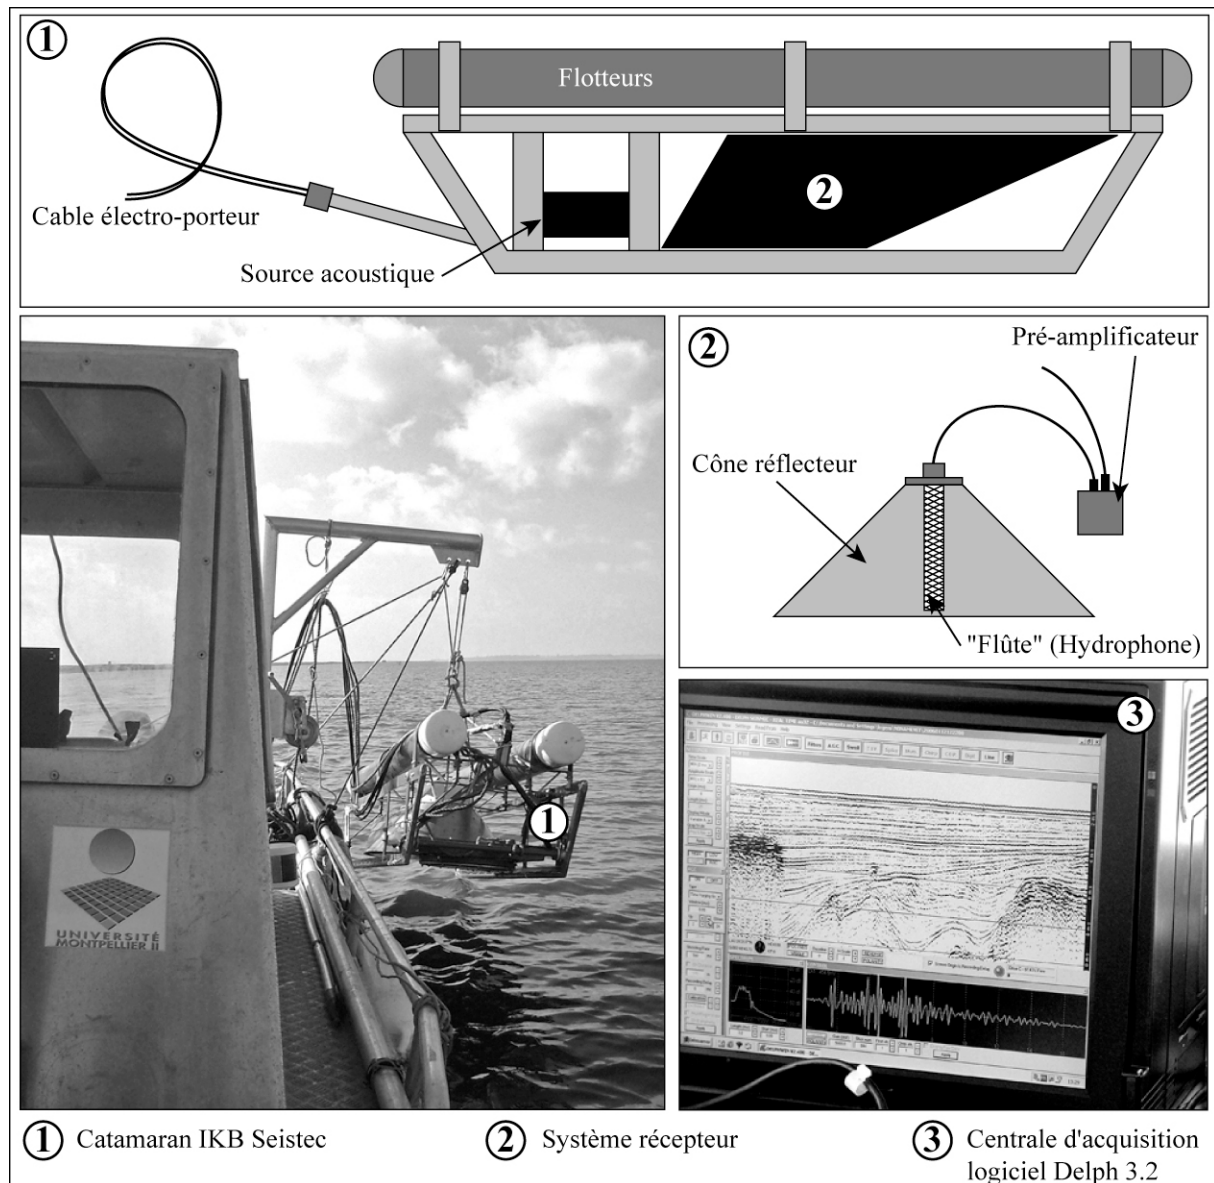 1
Flotteurs
2
Cable électro-porteur
Source acoustique
2
Pré-amplificateur
Cône réflecteur
"Flûte" (Hydrophone)
1
UNIVERSITÉ
MONTPELLIER II
3
1 Catamaran IKB Seistec
2 Système récepteur
3 Centrale d'acquisition
logiciel Delph 3.2